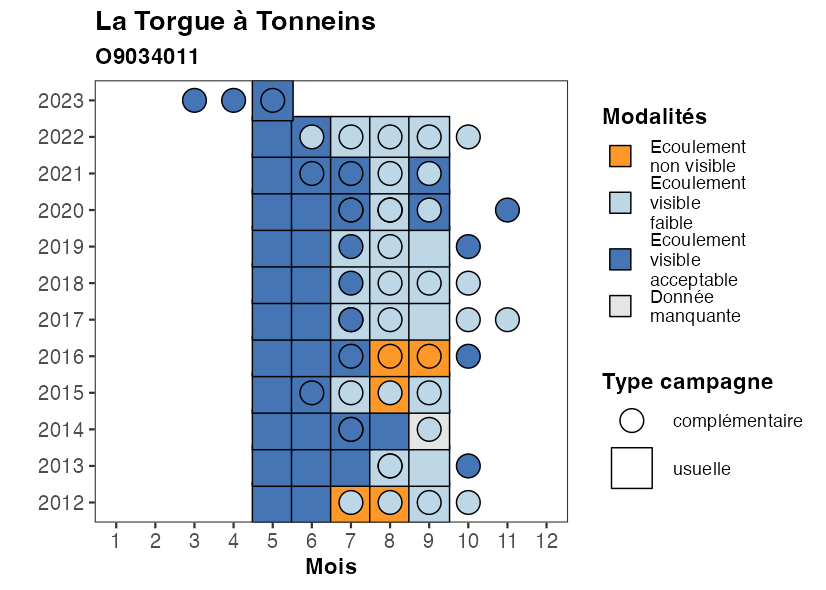 La Torgue à Tonneins
O9034011
2023
2022
2021
2020
2019
2018
2017
2016
2015
2014
2013
2012
1 2 3 4 5 6 7 8 9 10 11 12
Mois
Modalités
Ecoulement
non visible
Ecoulement
visible
faible
Ecoulement
visible
acceptable
Donnée
manquante
Type campagne
complémentaire
usuelle